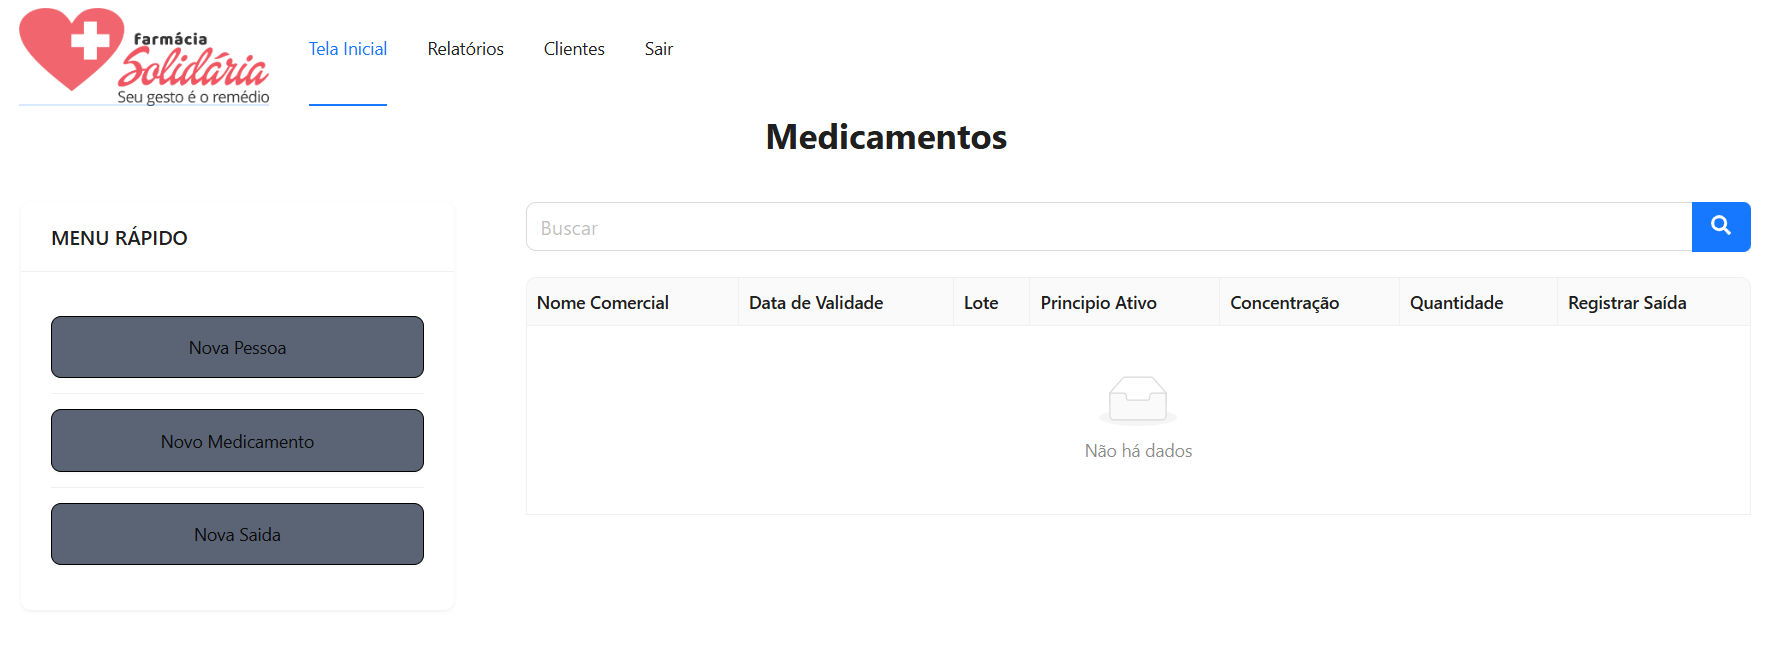 farmácia
Solidária
Seu gesto é o remédio
Tela Inicial Relatórios Clientes Sair
Medicamentos
MENU RÁPIDO
Nova Pessoa
Novo Medicamento
Nova Saida
Buscar
Nome Comercial Data de Validade Lote Principio Ativo Concentração Quantidade Registrar Saída
Não há dados